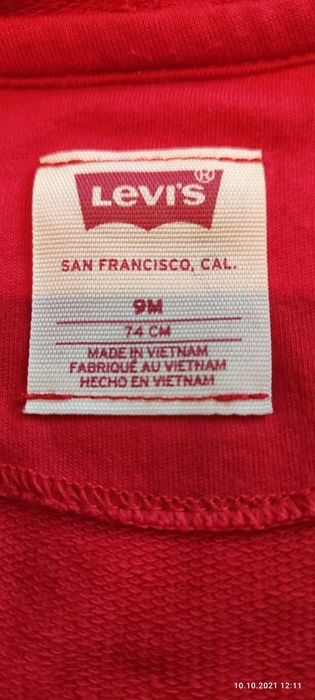 LEVI'S®
SAN FRANCISCO, CAL.
9M
74 CM
MADE IN VIETNAM
FABRIQUÉ AU VIETNAM
HECHO EN VIETNAM
10.10.2021 12:11